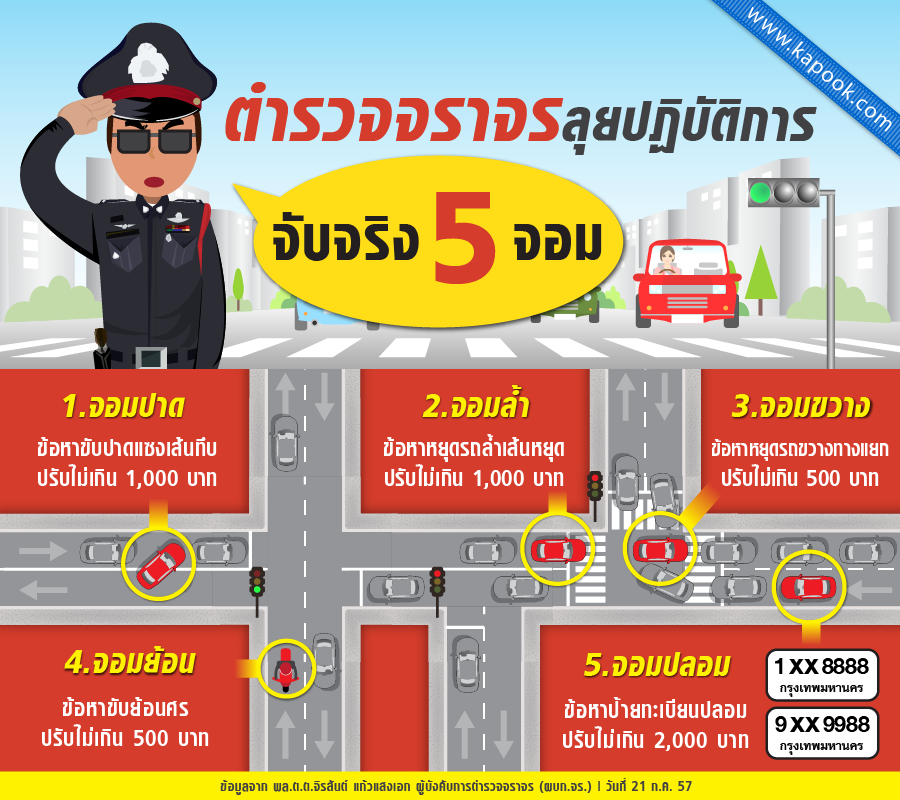 www.kapook.com
ตำรวจจราจรลุยปฏิบัติการ
จับจริง 5 จอม
1.จอมปาด
ข้อหาขับปาดแซงเส้นทึบ
ปรับไม่เกิน 1,000 บาท
2.จอมล้ำ
ข้อหาหยุดรถล้ำเส้นหยุด
ปรับไม่เกิน 1,000 บาท
3.จอมขวาง
ข้อหาหยุดรถขวางทางแยก
ปรับไม่เกิน 500 บาท
4.จอมย้อน
ข้อหาขับย้อนศร
ปรับไม่เกิน 500 บาท
5.จอมปลอม
ข้อหาป้ายทะเบียนปลอม
ปรับไม่เกิน 2,000 บาท
1 XX 8888
กรุงเทพมหานคร
9 XX 9988
กรุงเทพมหานคร
ข้อมูลจาก พล.ต.ต.จิรสันต์ แก้วแสงเอก ผู้บังคับการตำรวจจราจร (ผบก.จร.) | วันที่ 21 ก.ค. 57